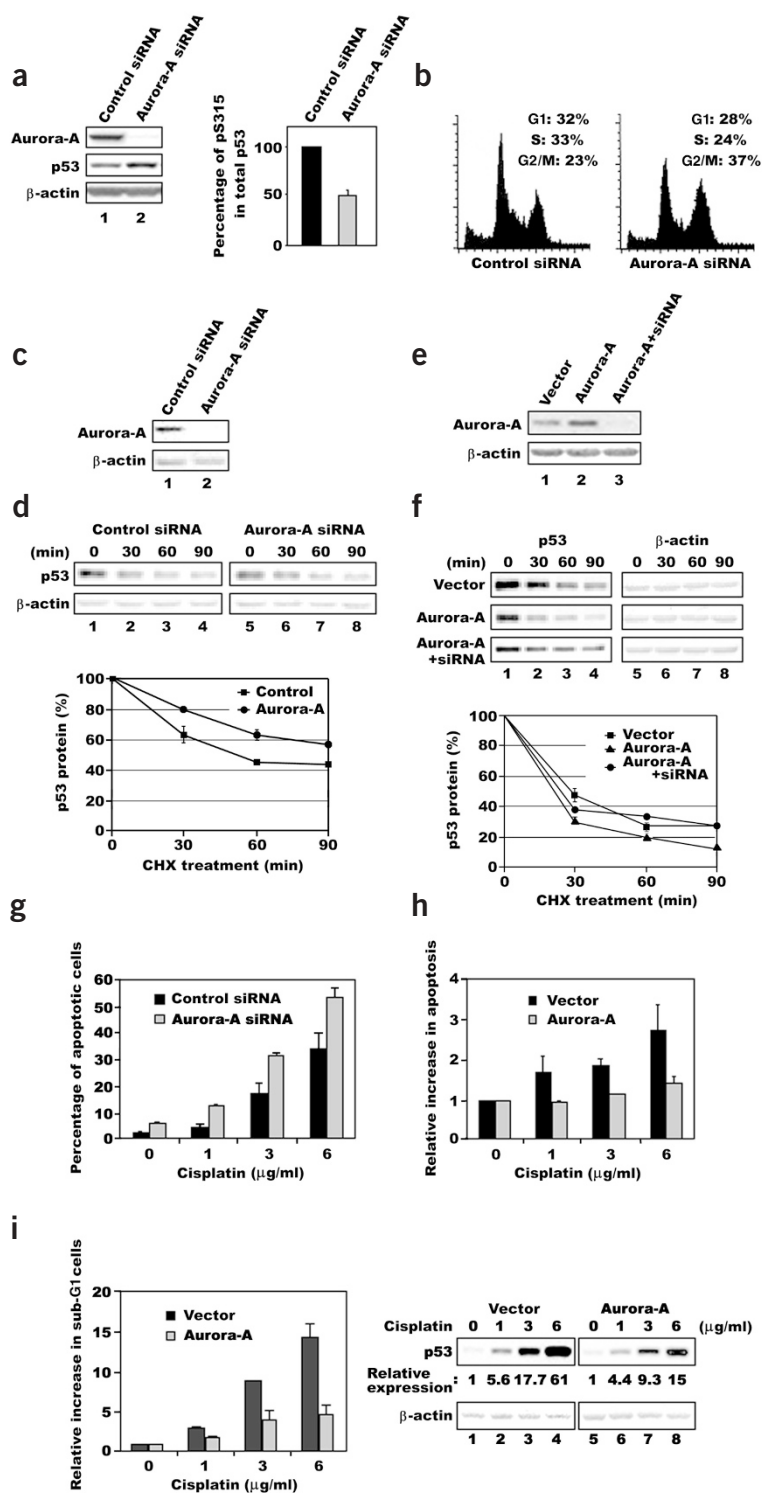 a
Control siRNA
Aurora-A siRNA
Aurora-A
p53
β-actin
1 2
Control siRNA
Aurora-A siRNA
Percentage of pS315
in total p53
100
50
0
b
G1: 32%
S: 33%
G2/M: 23%
Control siRNA
G1: 28%
S: 24%
G2/M: 37%
Aurora-A siRNA
c
Control siRNA
Aurora-A siRNA
Aurora-A
β-actin
1 2
e
Vector
Aurora-A
Aurora-A+siRNA
Aurora-A
β-actin
1 2 3
d
Control siRNA Aurora-A siRNA
(min) 0 30 60 90 0 30 60 90
p53
β-actin
1 2 3 4 5 6 7 8
p53 protein (%)
100
80
60
40
20
0
Control
Aurora-A
0 30 60 90
CHX treatment (min)
f
p53 β-actin
(min) 0 30 60 90 0 30 60 90
Vector
Aurora-A
Aurora-A
+siRNA
1 2 3 4 5 6 7 8
p53 protein (%)
100
80
60
40
20
0
Vector
Aurora-A
Aurora-A
+siRNA
0 30 60 90
CHX treatment (min)
g
Percentage of apoptotic cells
60
50
40
30
20
10
0
Control siRNA
Aurora-A siRNA
0 1 3 6
Cisplatin (μg/ml)
h
Relative increase in apoptosis
4
3
2
1
0
Vector
Aurora-A
0 1 3 6
Cisplatin (μg/ml)
i
Relative increase in sub-G1 cells
20
15
10
5
0
Vector
Aurora-A
0 1 3 6
Cisplatin (μg/ml)
Vector Aurora-A
Cisplatin 0 1 3 6 0 1 3 6 (μg/ml)
p53
Relative
expression : 1 5.6 17.7 61 1 4.4 9.3 15
β-actin
1 2 3 4 5 6 7 8